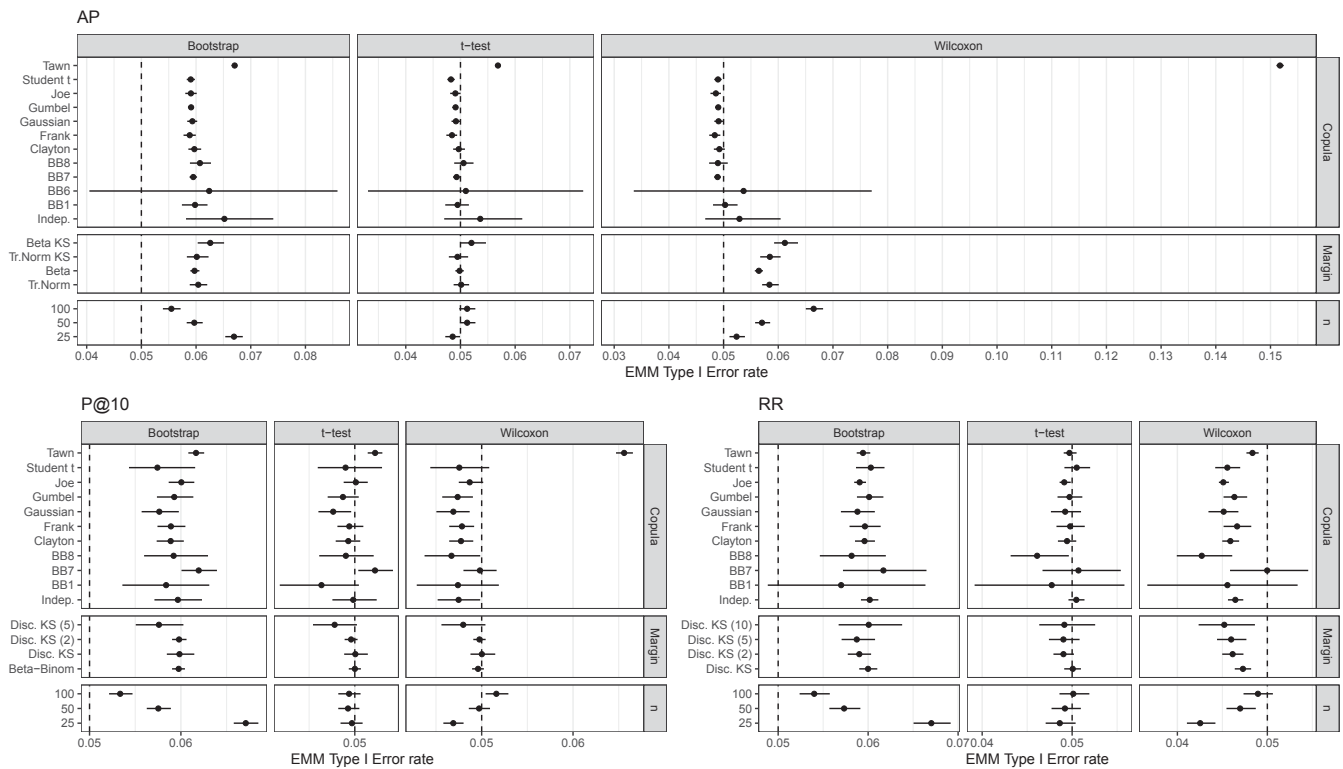 AP
Bootstrap t-test Wilcoxon
Tawn
Student t
Joe
Gumbel
Gaussian
Frank
Clayton
BB8
BB7
BB6
BB1
Indep.
Copula
Beta KS
Tr.Norm KS
Beta
Tr.Norm
Margin
100
50
25
n
0.04 0.05 0.06 0.07 0.08 0.04 0.05 0.06 0.07 0.03 0.04 0.05 0.06 0.07 0.08 0.09 0.10 0.11 0.12 0.13 0.14 0.15
EMM Type I Error rate
P@10
Bootstrap t-test Wilcoxon
Tawn
Student t
Joe
Gumbel
Gaussian
Frank
Clayton
BB8
BB7
BB1
Indep.
Copula
Disc. KS (5)
Disc. KS (2)
Disc. KS
Beta-Binom
Margin
100
50
25
n
0.05 0.06 0.05 0.05 0.06
EMM Type I Error rate
RR
Bootstrap t-test Wilcoxon
Tawn
Student t
Joe
Gumbel
Gaussian
Frank
Clayton
BB8
BB7
BB1
Indep.
Copula
Disc. KS (10)
Disc. KS (5)
Disc. KS (2)
Disc. KS
Margin
100
50
25
n
0.05 0.06 0.070.04 0.05 0.04 0.05
EMM Type I Error rate